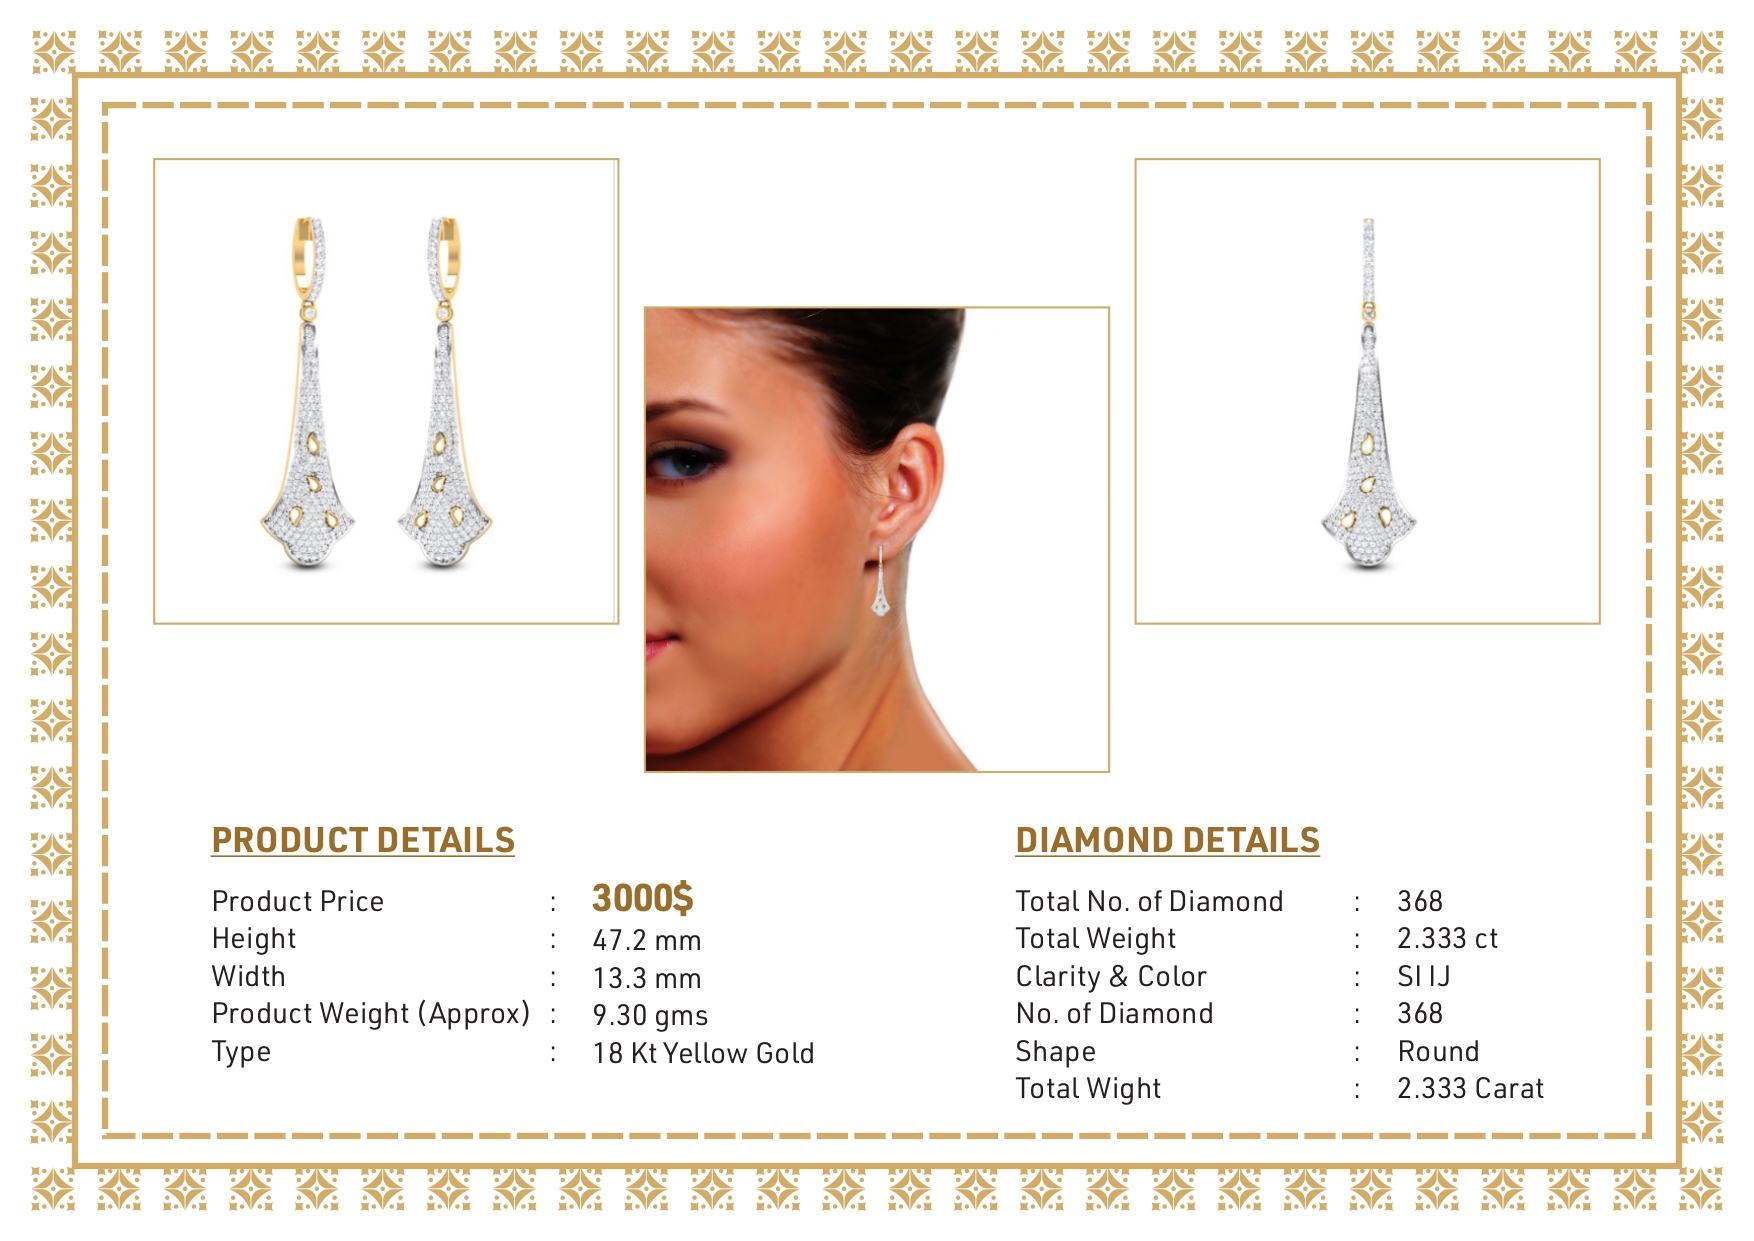 PRODUCT DETAILS
Product Price : 3000$
Height : 47.2 mm
Width : 13.3 mm
Product Weight (Approx) : 9.30 gms
Type : 18 Kt Yellow Gold
DIAMOND DETAILS
Total No. of Diamond : 368
Total Weight : 2.333 ct
Clarity & Color : SI IJ
No. of Diamond : 368
Shape : Round
Total Wight : 2.333 Carat